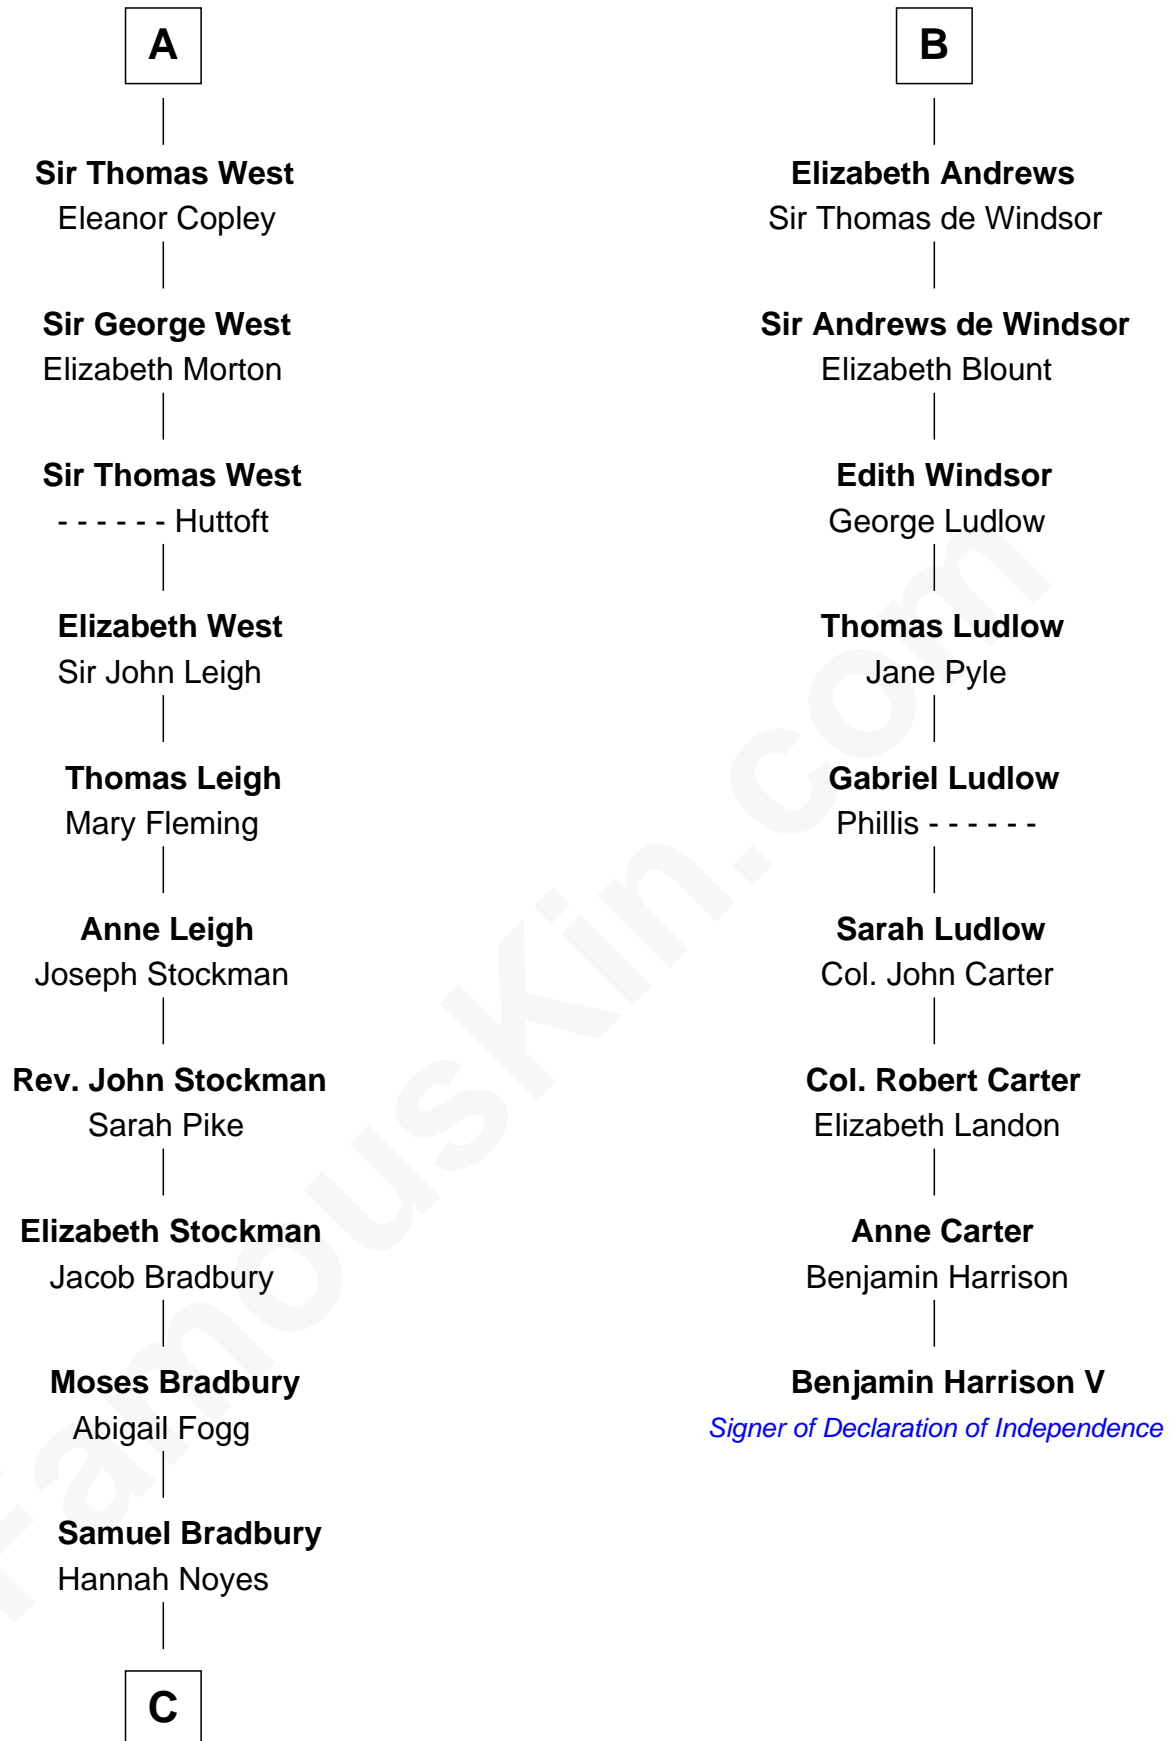 A
Sir Thomas West
Eleanor Copley
Sir George West
Elizabeth Morton
Sir Thomas West
- - - - - - Huttoft
Elizabeth West
Sir John Leigh
Thomas Leigh
Mary Fleming
Anne Leigh
Joseph Stockman
Rev. John Stockman
Sarah Pike
Elizabeth Stockman
Jacob Bradbury
Moses Bradbury
Abigail Fogg
Samuel Bradbury
Hannah Noyes
C
B
Elizabeth Andrews
Sir Thomas de Windsor
Sir Andrews de Windsor
Elizabeth Blount
Edith Windsor
George Ludlow
Thomas Ludlow
Jane Pyle
Gabriel Ludlow
Phillis - - - - - -
Sarah Ludlow
Col. John Carter
Col. Robert Carter
Elizabeth Landon
Anne Carter
Benjamin Harrison
Benjamin Harrison V
Signer of Declaration of Independence
FamousKin.com